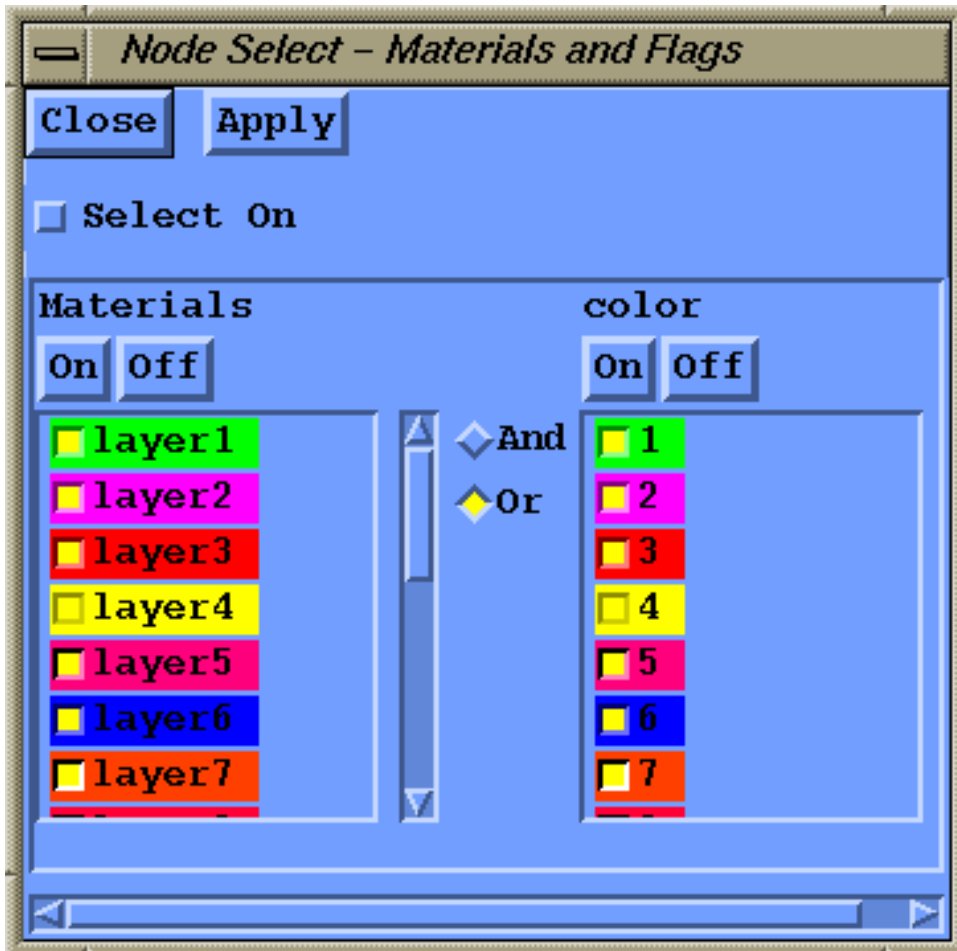 Node Select – Materials and Flags
Close Apply
Select On
Materials color
On Off On Off
layer1 And 1
layer2 Or 2
layer3 3
layer4 4
layer5 5
layer6 6
layer7 7